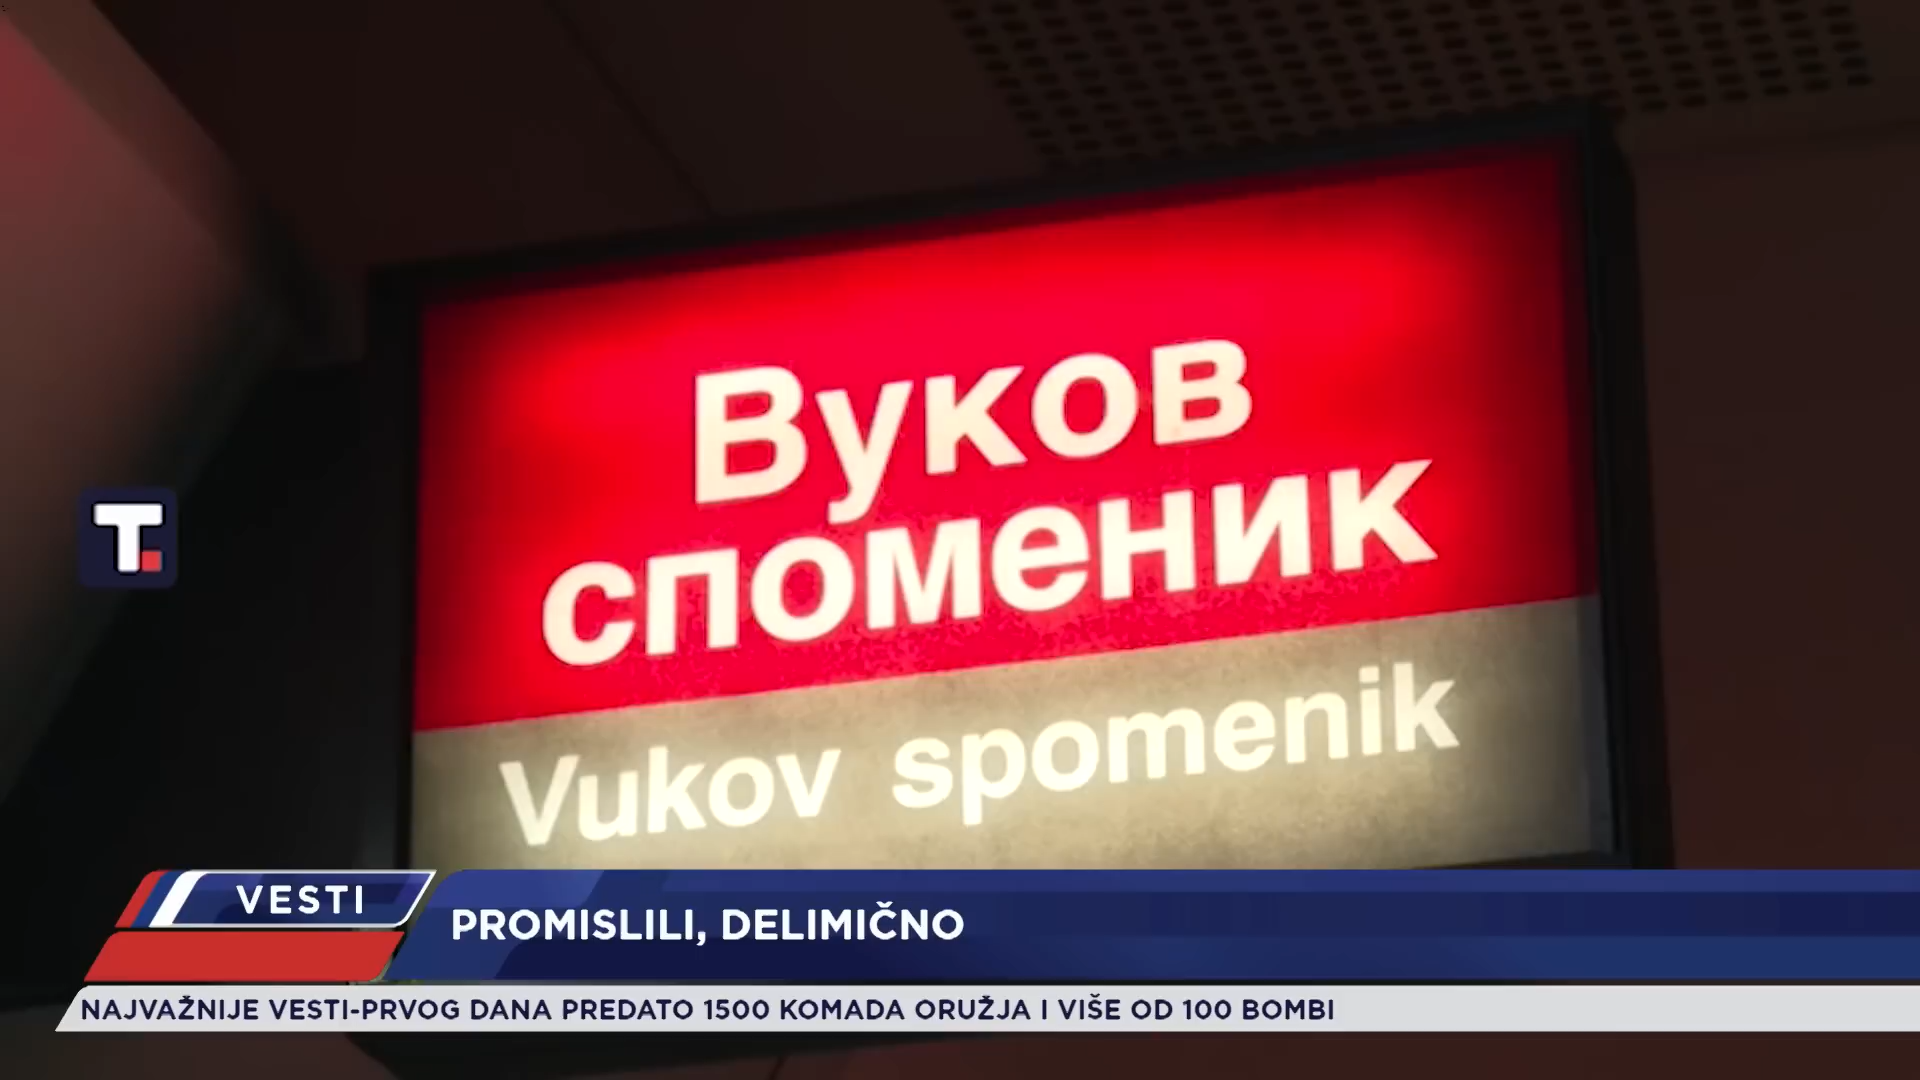 Вуков
споменик
Vukov spomenik
T.
VESTI
PROMISLILI, DELIMIČNO
NAJVAŽNIJE VESTI-PRVOG DANA PREDATO 1500 KOMADA ORUŽJA I VIŠE OD 100 BOMBI